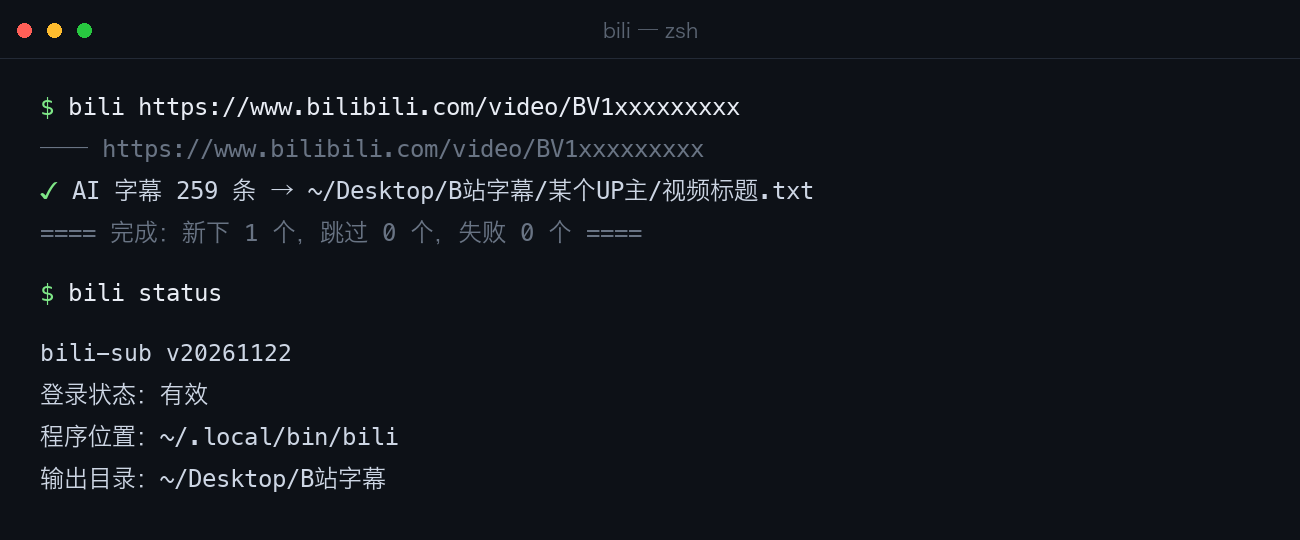 bili — zsh
$ bili https://www.bilibili.com/video/BV1xxxxxxxxx
—— https://www.bilibili.com/video/BV1xxxxxxxxx
✓ AI 字幕 259 条 → ~/Desktop/B站字幕/某个UP主/视频标题.txt
==== 完成：新下 1 个，跳过 0 个，失败 0 个 ====
$ bili status
bili-sub v20261122
登录状态：有效
程序位置：~/.local/bin/bili
输出目录：~/Desktop/B站字幕